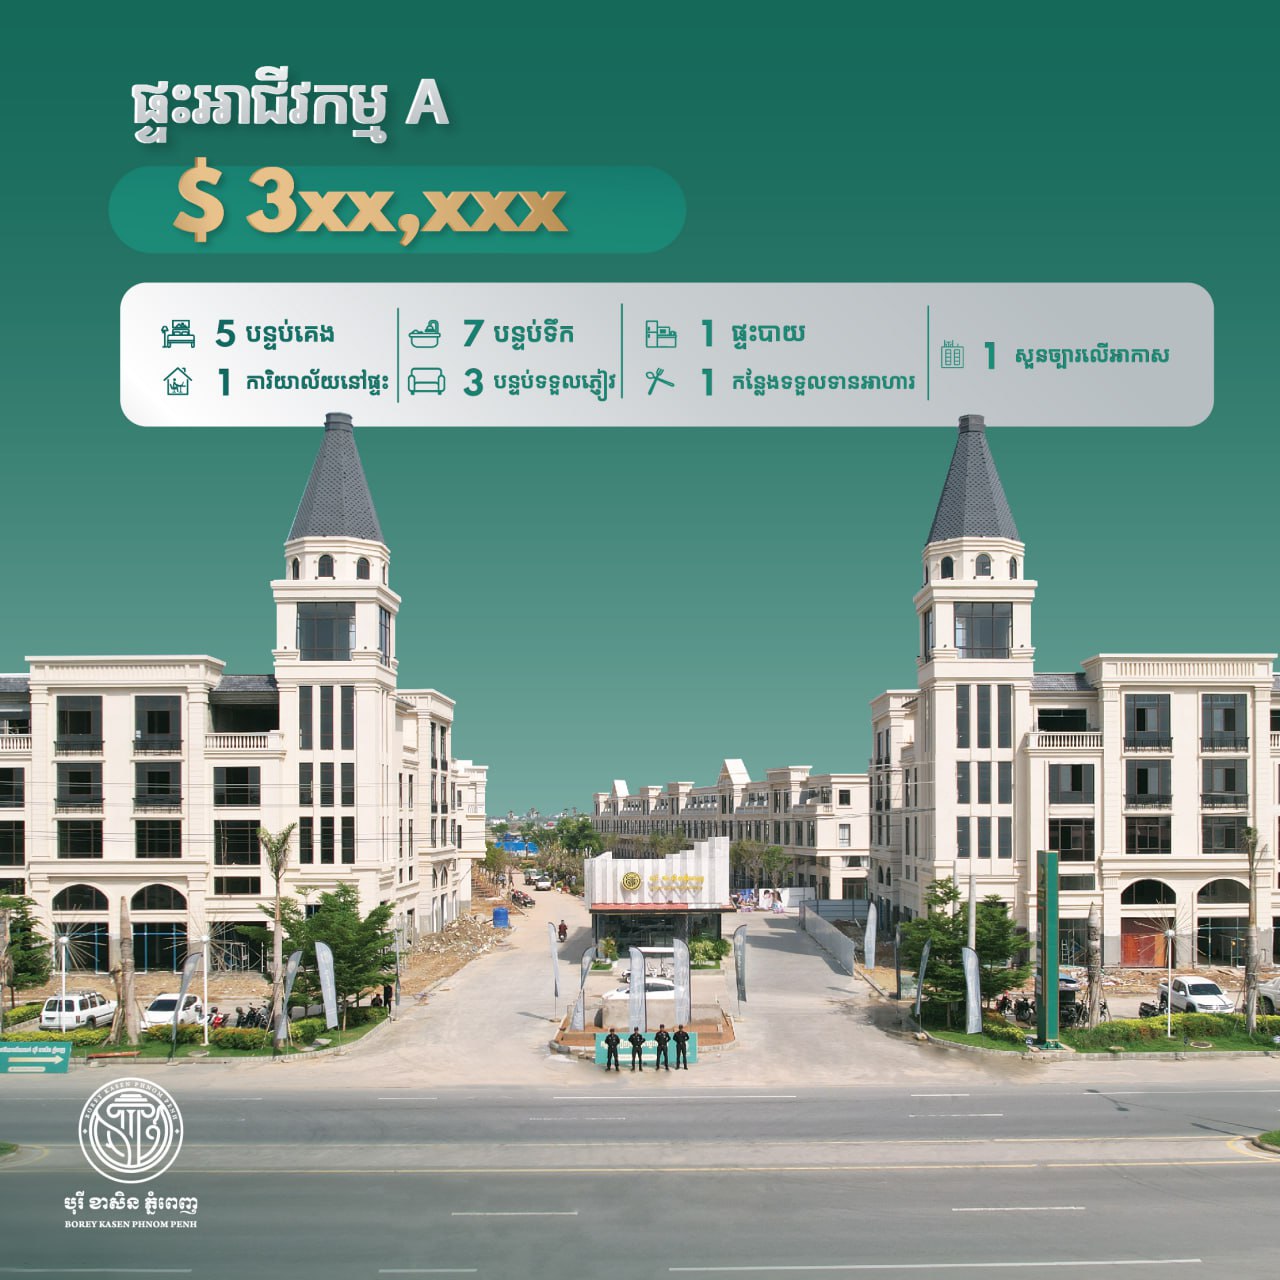 ផ្ទះអាជីវកម្ម A
$ 3xx,xxx
5 បន្ទប់គេង
7 បន្ទប់ទឹក
1 ផ្ទះបាយ
1 សួនច្បារលើអាកាស
1 ការិយាល័យនៅផ្ទះ
3 បន្ទប់ទទួលភ្ញៀវ
1 កន្លែងទទួលទានអាហារ
BOREY KASEN PHNOM PENH
បុរី ខាសិន ភ្នំពេញ
BOREY KASEN PHNOM PENH